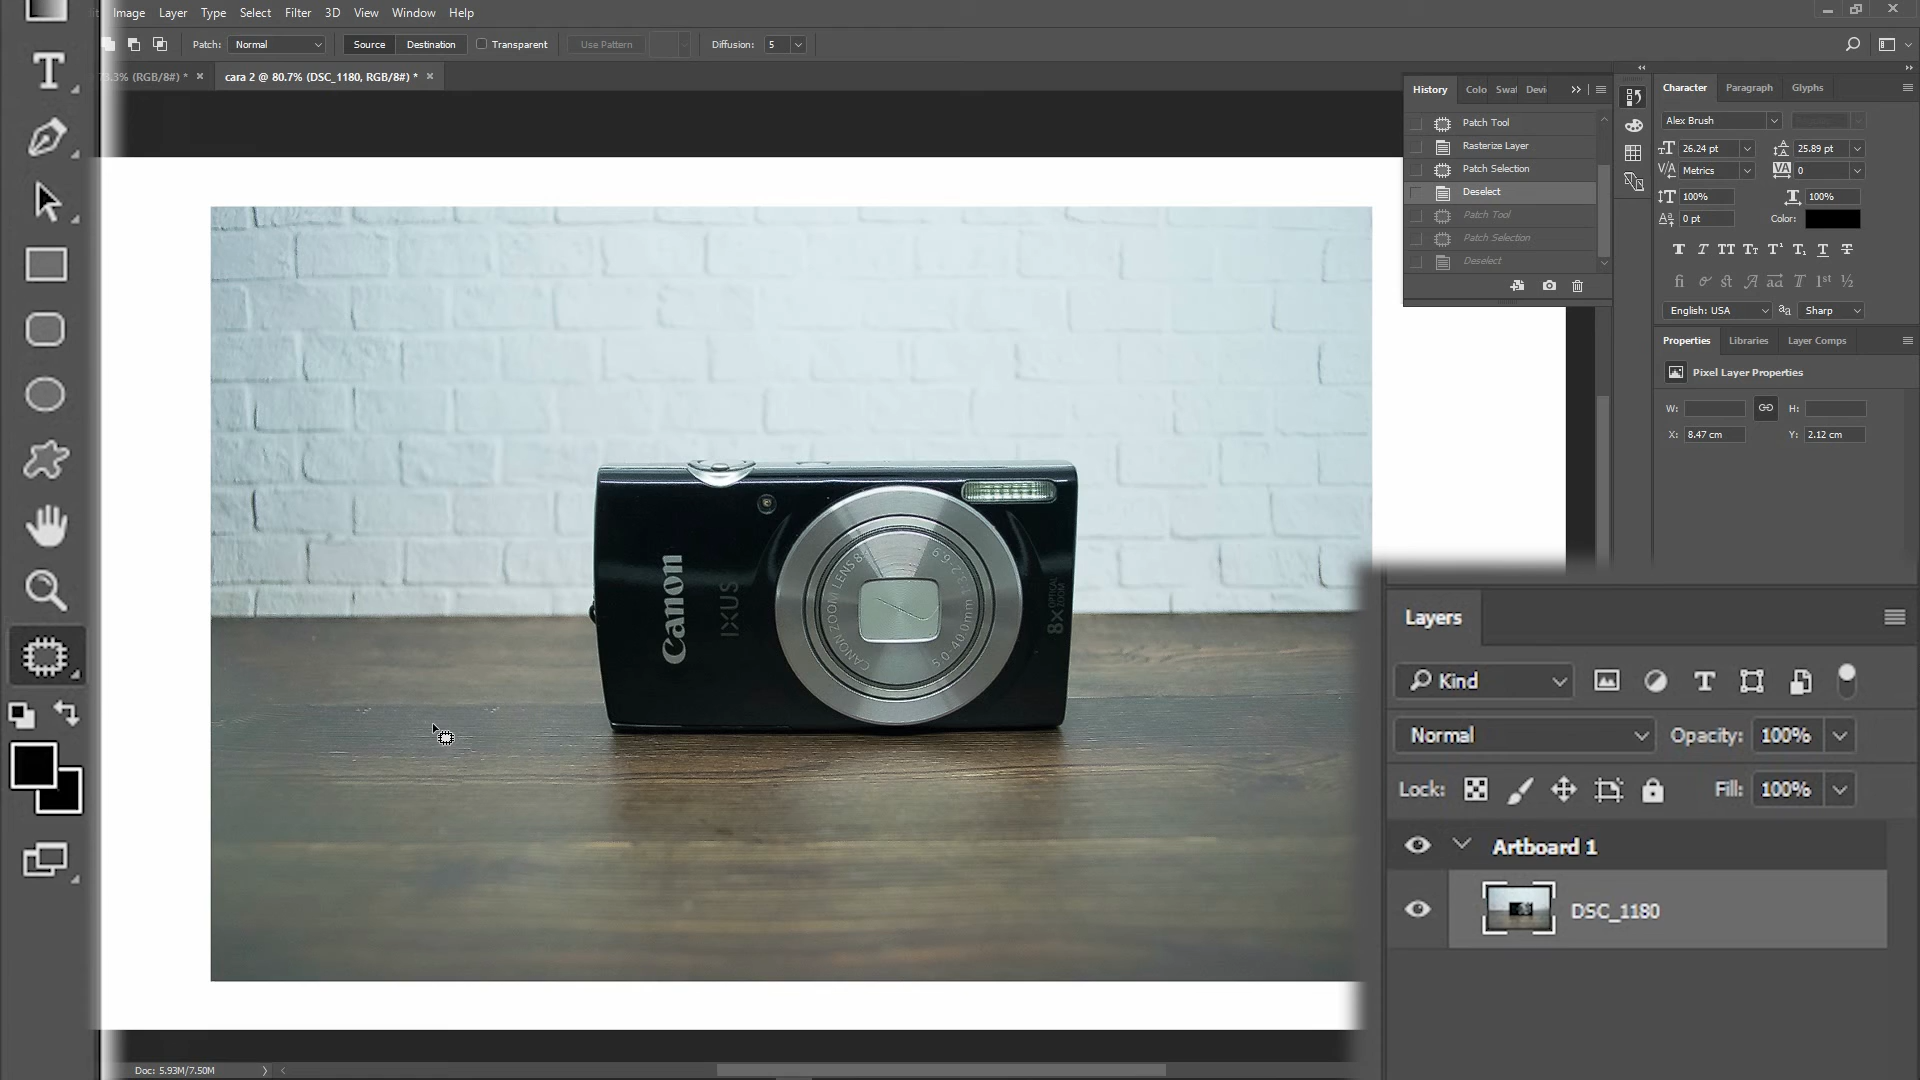 Image Layer Type Select Filter 3D View Window Help
Patch: Normal Source Destination Transparent Use Pattern Diffusion: 5
3.3% (RGB/8#) * × cara 2 @ 80.7% (DSC_1180, RGB/8#) * ×
History Colo Swat Devi
Patch Tool
Rasterize Layer
Patch Selection
Deselect
Patch Tool
Patch Selection
Deselect
Character Paragraph Glyphs
Alex Brush
26.24 pt 25.89 pt
Metrics 0
100% 100%
0 pt Color:
English: USA Sharp
Properties Libraries Layer Comps
Pixel Layer Properties
W: H:
X: 8.47 cm Y: 2.12 cm
Canon
IXUS
CANON ZOOM LENS 8×
5.0-40.0mm 1:3.2-6.9
8x OPTICAL ZOOM
Layers
Kind
Normal Opacity: 100%
Lock: Fill: 100%
Artboard 1
DSC_1180
Doc: 5.93M/7.50M